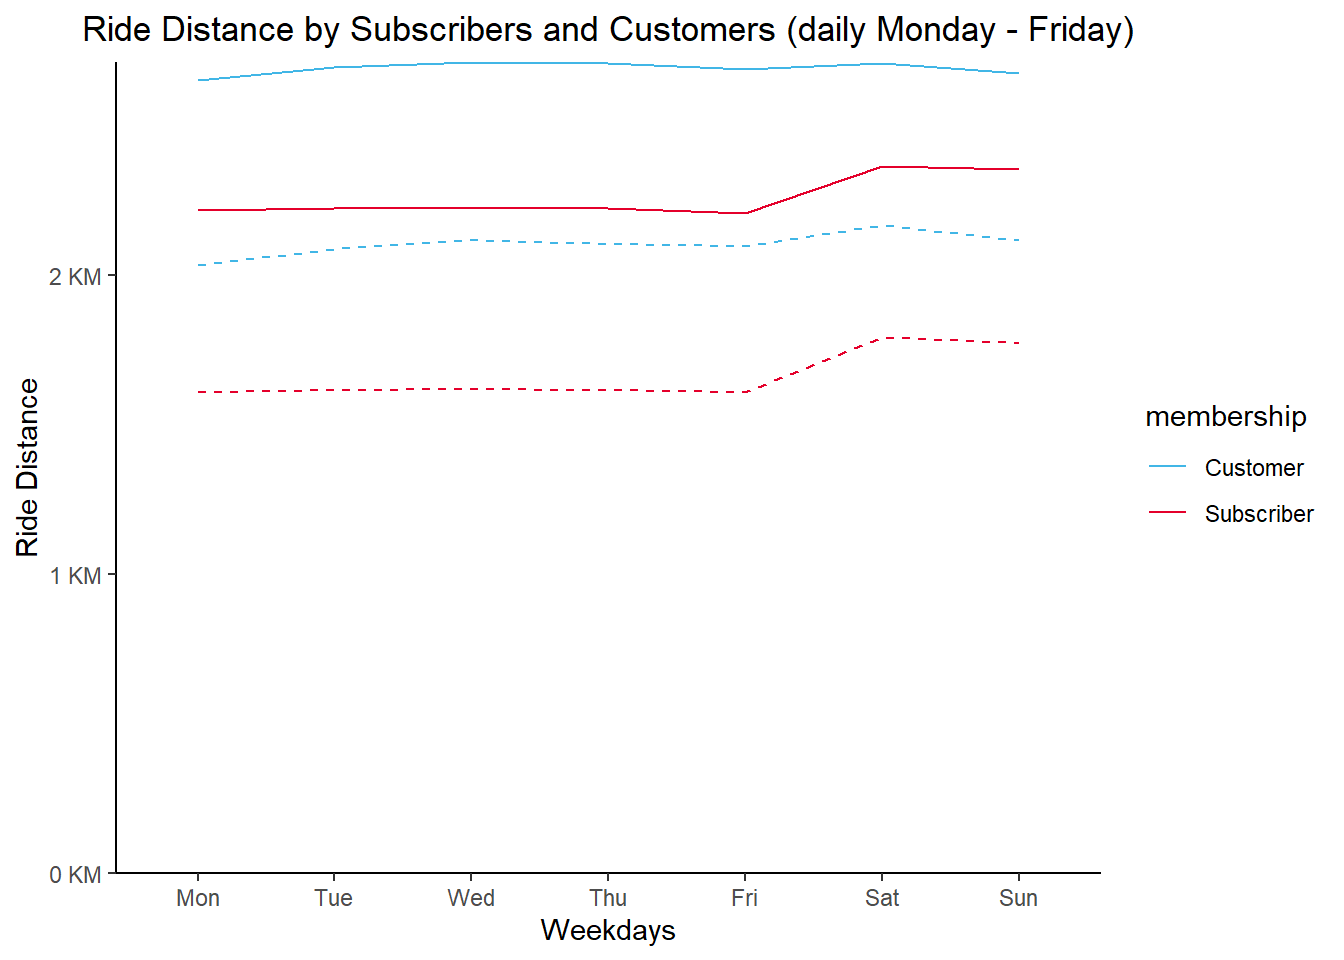 Ride Distance by Subscribers and Customers (daily Monday - Friday)
Ride Distance
2 KM
1 KM
0 KM
Mon Tue Wed Thu Fri Sat Sun
Weekdays
membership
Customer
Subscriber